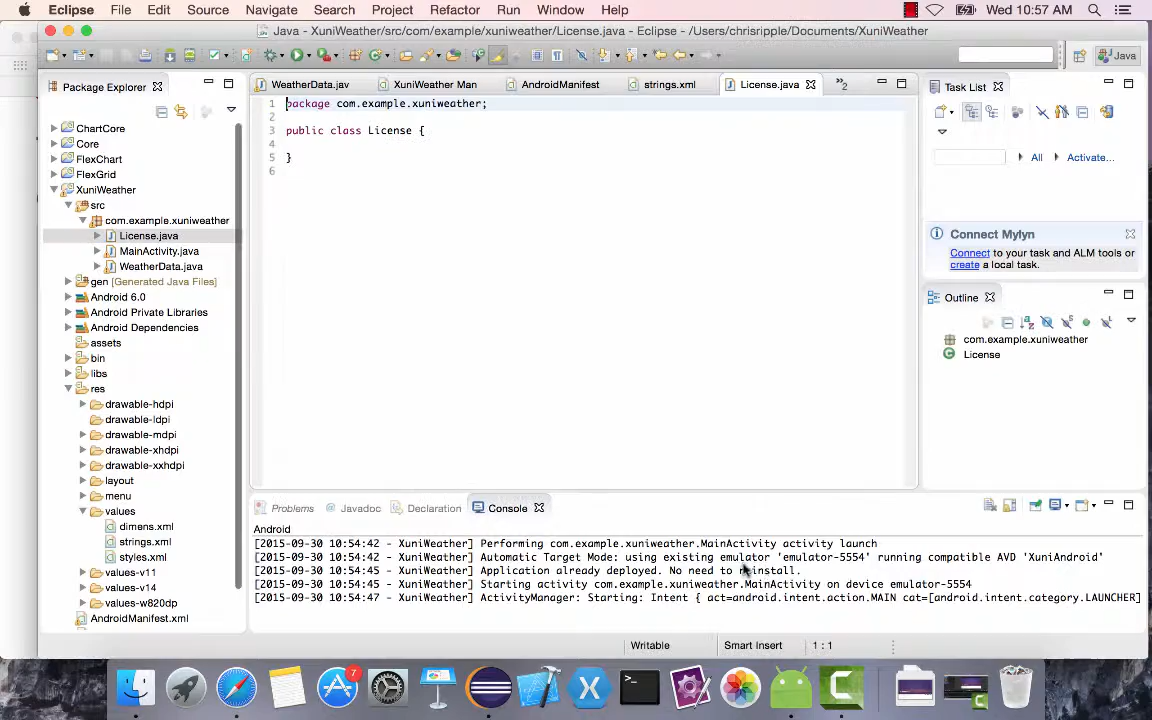 Eclipse File Edit Source Navigate Search Project Refactor Run Window Help Wed 10:57 AM
Java - XuniWeather/src/com/example/xuniweather/License.java - Eclipse - /Users/chrisripple/Documents/XuniWeather
Java
Package Explorer
WeatherData.jav
XuniWeather Man
AndroidManifest
strings.xml
License.java
2
Task List
ChartCore
Core
FlexChart
FlexGrid
XuniWeather
src
com.example.xuniweather
License.java
MainActivity.java
WeatherData.java
gen [Generated Java Files]
Android 6.0
Android Private Libraries
Android Dependencies
assets
bin
libs
res
drawable-hdpi
drawable-ldpi
drawable-mdpi
drawable-xhdpi
drawable-xxhdpi
layout
menu
values
dimens.xml
strings.xml
styles.xml
values-v11
values-v14
values-w820dp
AndroidManifest.xml
1 package com.example.xuniweather;
2
3 public class License {
4
5 }
6
All Activate...
Connect Mylyn
Connect to your task and ALM tools or
create a local task.
Outline
com.example.xuniweather
License
Problems @ Javadoc Declaration Console
Android
[2015-09-30 10:54:42 - XuniWeather] Performing com.example.xuniweather.MainActivity activity launch
[2015-09-30 10:54:42 - XuniWeather] Automatic Target Mode: using existing emulator 'emulator-5554' running compatible AVD 'XuniAndroid'
[2015-09-30 10:54:45 - XuniWeather] Application already deployed. No need to reinstall.
[2015-09-30 10:54:45 - XuniWeather] Starting activity com.example.xuniweather.MainActivity on device emulator-5554
[2015-09-30 10:54:47 - XuniWeather] ActivityManager: Starting: Intent { act=android.intent.action.MAIN cat=[android.intent.category.LAUNCHER]
Writable Smart Insert 1 : 1
7